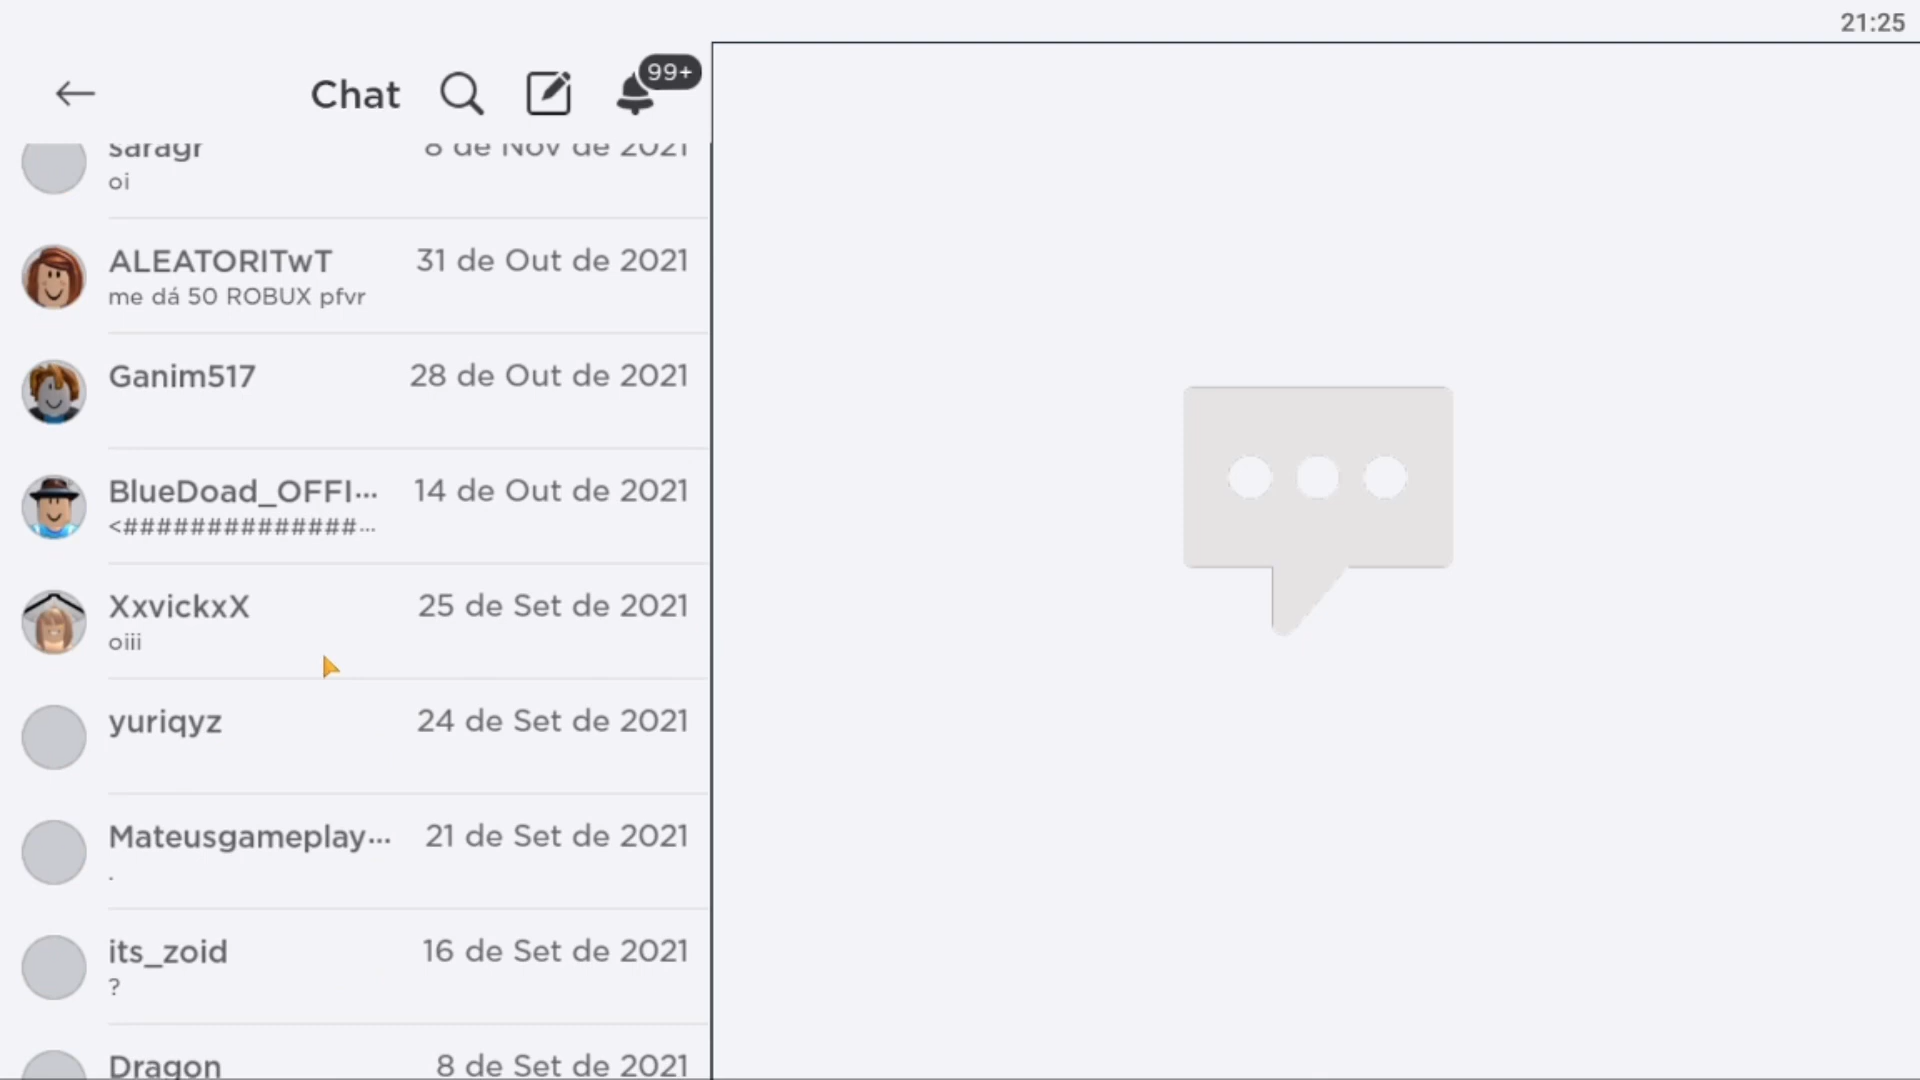 21:25
Chat
99+
saragr 8 de Nov de 2021
oi
ALEATORITwT 31 de Out de 2021
me dá 50 ROBUX pfvr
Ganim517 28 de Out de 2021
BlueDoad_OFFI... 14 de Out de 2021
<##############...
XxvickxX 25 de Set de 2021
oiii
yuriqyz 24 de Set de 2021
Mateusgameplay... 21 de Set de 2021
.
its_zoid 16 de Set de 2021
?
Dragon 8 de Set de 2021